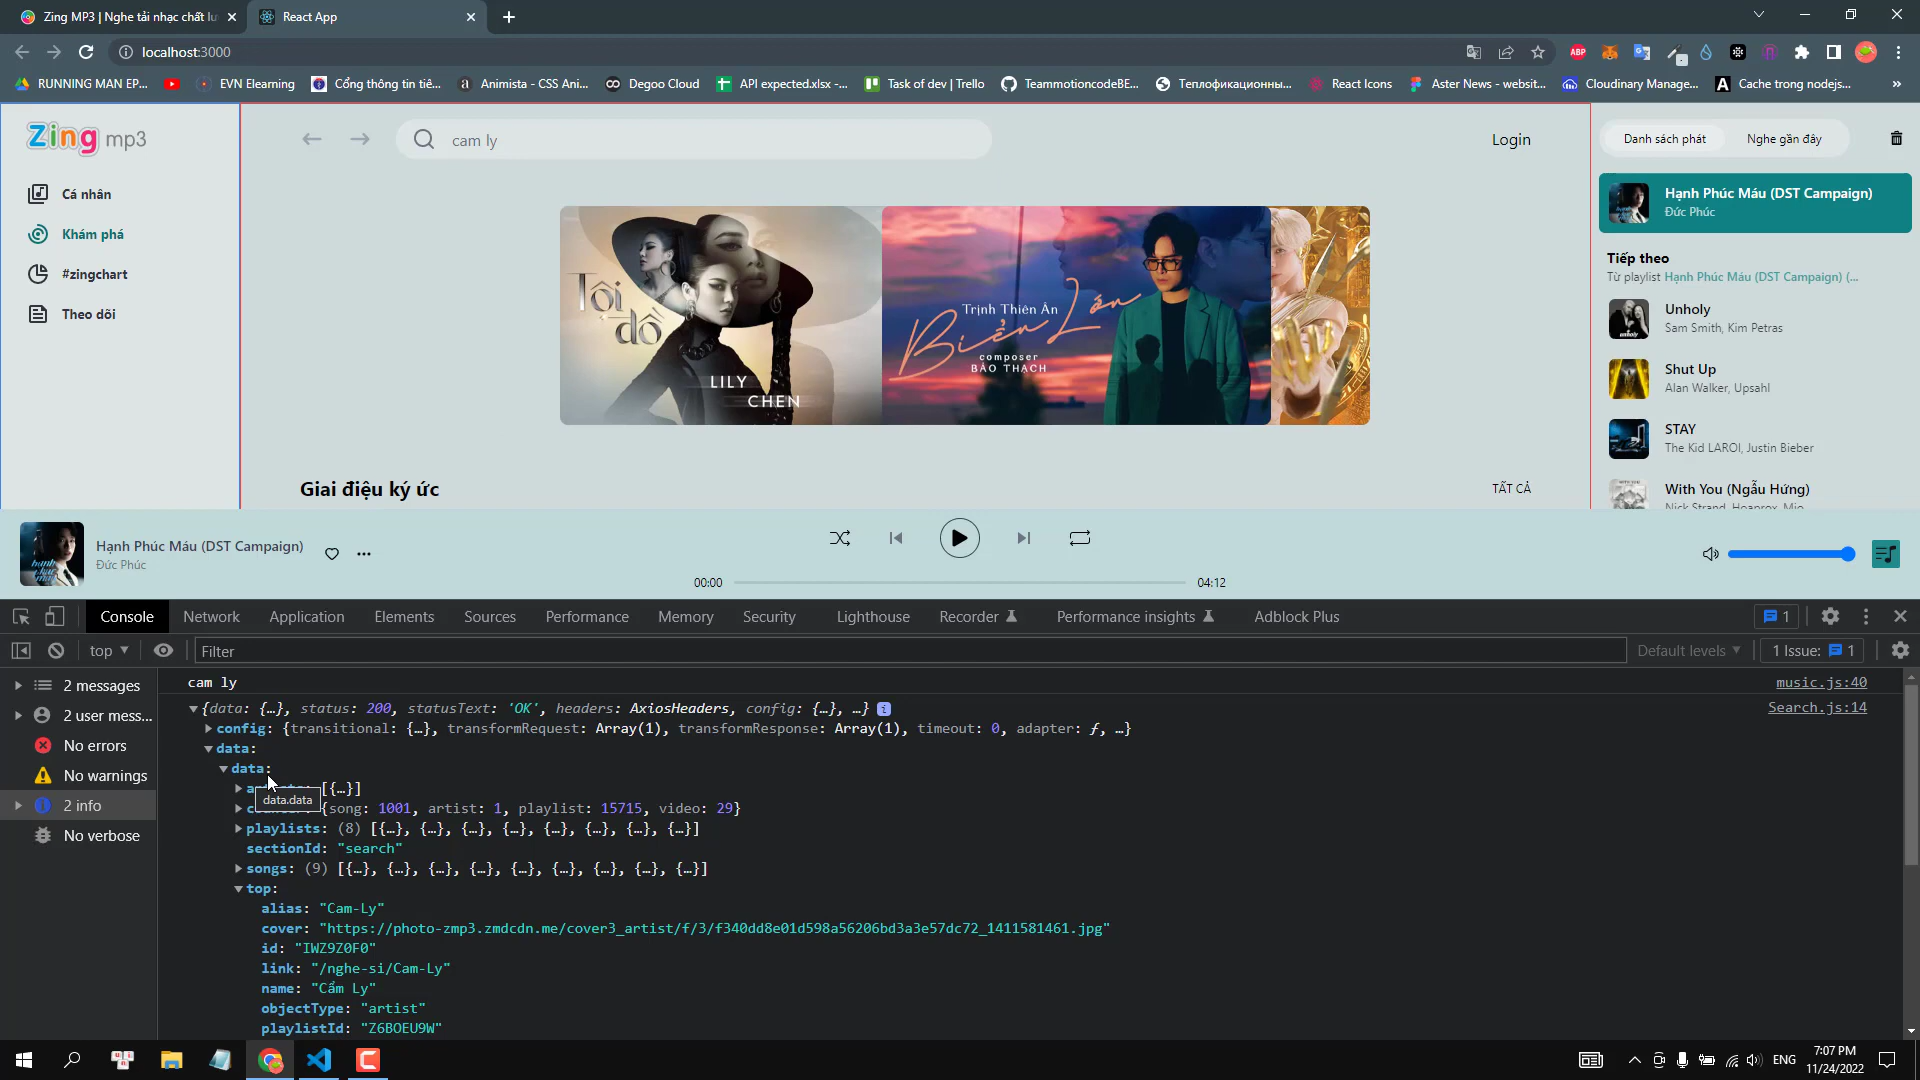 Zing MP3 | Nghe tải nhạc chất lư
React App
localhost:3000
RUNNING MAN EP...
EVN Elearning
Cổng thông tin tiê...
Animista - CSS Ani...
Degoo Cloud
API expected.xlsx -...
Task of dev | Trello
TeammotioncodeBE...
Теплофикационны...
React Icons
Aster News - websit...
Cloudinary Manage...
Cache trong nodejs...
»
Zing mp3
cam ly
Login
Danh sách phát
Nghe gần đây
Cá nhân
Khám phá
#zingchart
Theo dõi
Tội đồ
LILY
CHEN
Trịnh Thiên Ân
Biển Lớn
composer
BẢO THẠCH
Hạnh Phúc Máu (DST Campaign)
Đức Phúc
Tiếp theo
Từ playlist Hạnh Phúc Máu (DST Campaign) (...
Unholy
Sam Smith, Kim Petras
Shut Up
Alan Walker, Upsahl
STAY
The Kid LAROI, Justin Bieber
With You (Ngẫu Hứng)
Nick Strand, Hoaprox, Mio
Giai điệu ký ức
TẤT CẢ
Hạnh Phúc Máu (DST Campaign)
Đức Phúc
00:00
04:12
Console
Network
Application
Elements
Sources
Performance
Memory
Security
Lighthouse
Recorder
Performance insights
Adblock Plus
1
top
Filter
Default levels
1 Issue: 1
2 messages
2 user mess...
No errors
No warnings
2 info
No verbose
cam ly
music.js:40
{data: {…}, status: 200, statusText: 'OK', headers: AxiosHeaders, config: {…}, …}
Search.js:14
config: {transitional: {…}, transformRequest: Array(1), transformResponse: Array(1), timeout: 0, adapter: ƒ, …}
data:
data:
[{…}]
data.data
{song: 1001, artist: 1, playlist: 15715, video: 29}
playlists: (8) [{…}, {…}, {…}, {…}, {…}, {…}, {…}, {…}]
sectionId: "search"
songs: (9) [{…}, {…}, {…}, {…}, {…}, {…}, {…}, {…}, {…}]
top:
alias: "Cam-Ly"
cover: "https://photo-zmp3.zmdcdn.me/cover3_artist/f/3/f340dd8e01d598a56206bd3a3e57dc72_1411581461.jpg"
id: "IWZ9Z0F0"
link: "/nghe-si/Cam-Ly"
name: "Cẩm Ly"
objectType: "artist"
playlistId: "Z6BOEU9W"
ENG
7:07 PM
11/24/2022